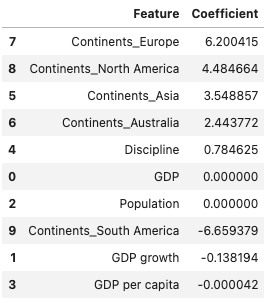 Feature Coefficient
7 Continents_Europe 6.200415
8 Continents_North America 4.484664
5 Continents_Asia 3.548857
6 Continents_Australia 2.443772
4 Discipline 0.784625
0 GDP 0.000000
2 Population 0.000000
9 Continents_South America -6.659379
1 GDP growth -0.138194
3 GDP per capita -0.000042